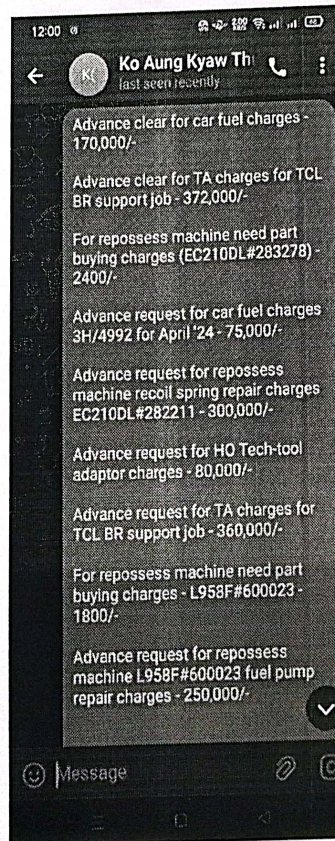 12:00
Ko Aung Kyaw Th
last seen recently
Advance clear for car fuel charges -
170,000/-
Advance clear for TA charges for TCL
BR support job - 372,000/-
For repossess machine need part
buying charges (EC210DL#283278) -
2400/-
Advance request for car fuel charges
3H/4992 for April '24 - 75,000/-
Advance request for repossess
machine recoil spring repair charges
EC210DL#282211 - 300,000/-
Advance request for HO Tech-tool
adaptor charges - 80,000/-
Advance request for TA charges for
TCL BR support job - 360,000/-
For repossess machine need part
buying charges - L958F#600023 -
1800/-
Advance request for repossess
machine L958F#600023 fuel pump
repair charges - 250,000/-
Message